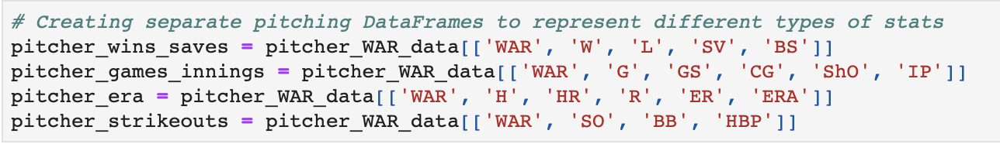 # Creating separate pitching DataFrames to represent different types of stats
pitcher_wins_saves = pitcher_WAR_data[['WAR', 'W', 'L', 'SV', 'BS']]
pitcher_games_innings = pitcher_WAR_data[['WAR', 'G', 'GS', 'CG', 'ShO', 'IP']]
pitcher_era = pitcher_WAR_data[['WAR', 'H', 'HR', 'R', 'ER', 'ERA']]
pitcher_strikeouts = pitcher_WAR_data[['WAR', 'SO', 'BB', 'HBP']]